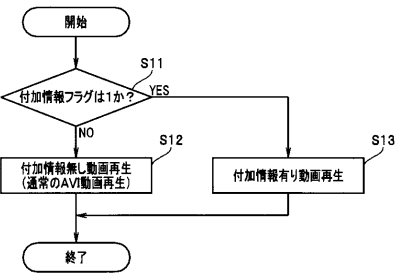 開始
S11
付加情報フラグは1か?
YES
NO
S12
付加情報無し動画再生
(通常のAVI動画再生)
S13
付加情報有り動画再生
終了